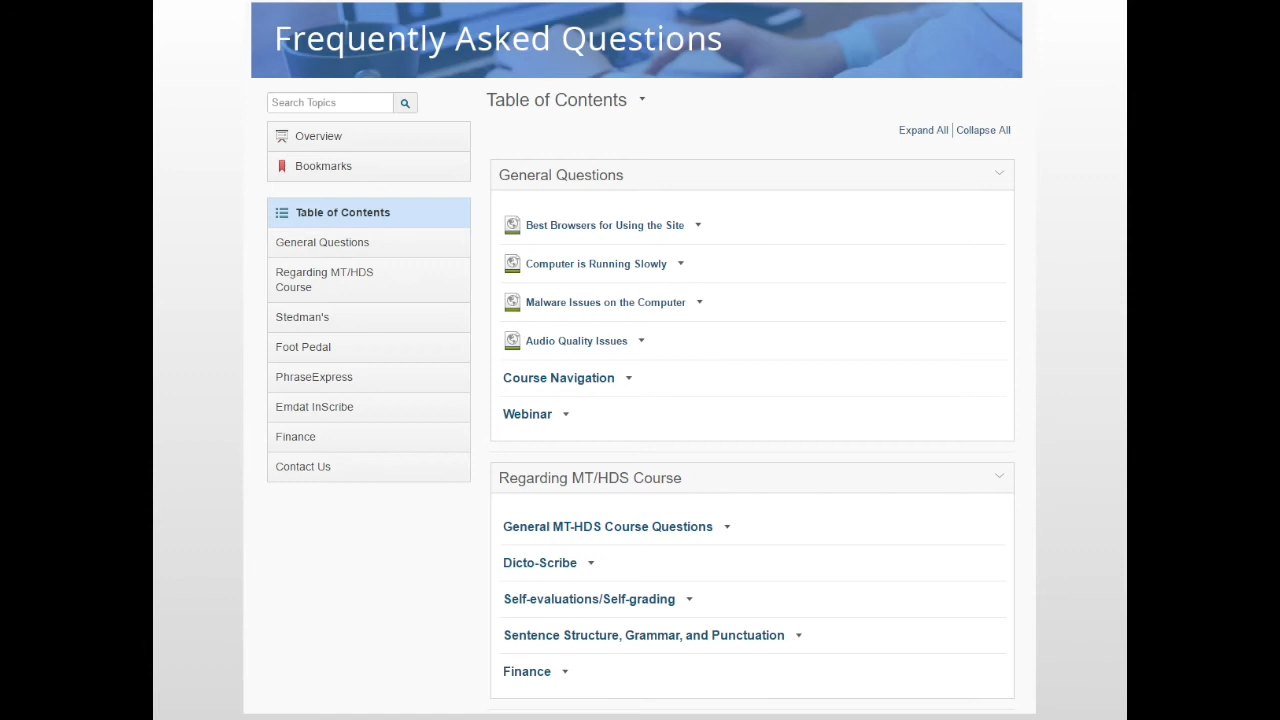 Frequently Asked Questions
Search Topics
Overview
Bookmarks
Table of Contents
General Questions
Regarding MT/HDS
Course
Stedman's
Foot Pedal
PhraseExpress
Emdat InScribe
Finance
Contact Us
Table of Contents
Expand All | Collapse All
General Questions
Best Browsers for Using the Site
Computer is Running Slowly
Malware Issues on the Computer
Audio Quality Issues
Course Navigation
Webinar
Regarding MT/HDS Course
General MT-HDS Course Questions
Dicto-Scribe
Self-evaluations/Self-grading
Sentence Structure, Grammar, and Punctuation
Finance